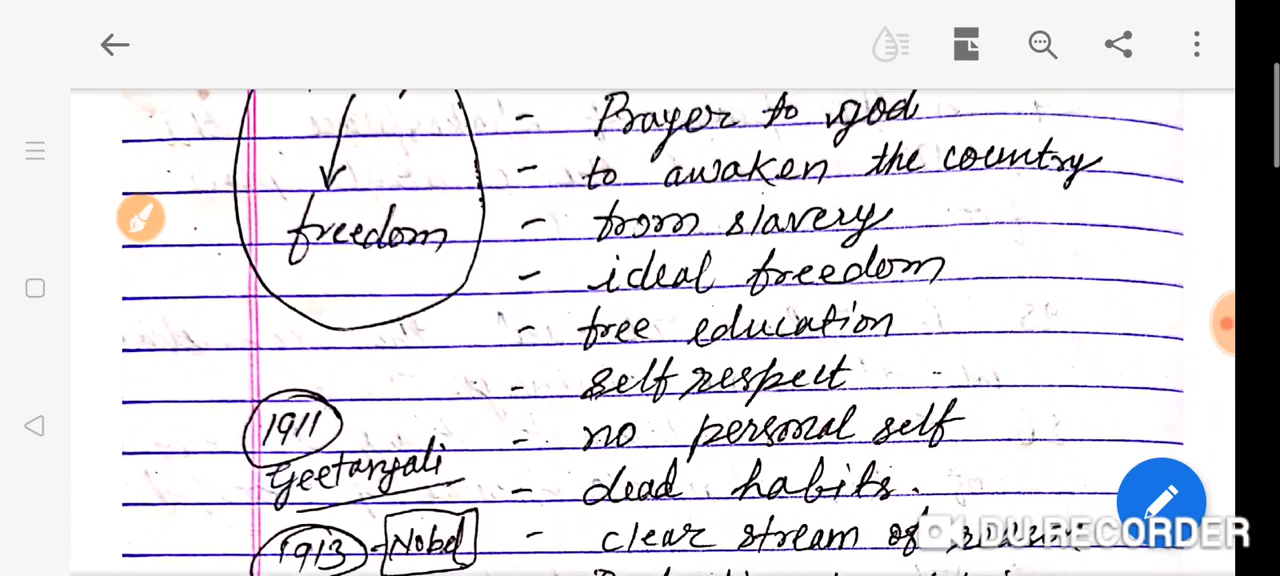 - Prayer to god
- to awaken the country
freedom - from slavery
- ideal freedom
- free education
- self respect
1911 - no personal self
Geetanjali
- dead habits.
1913 - Nobel - clear stream of
DU RECORDER